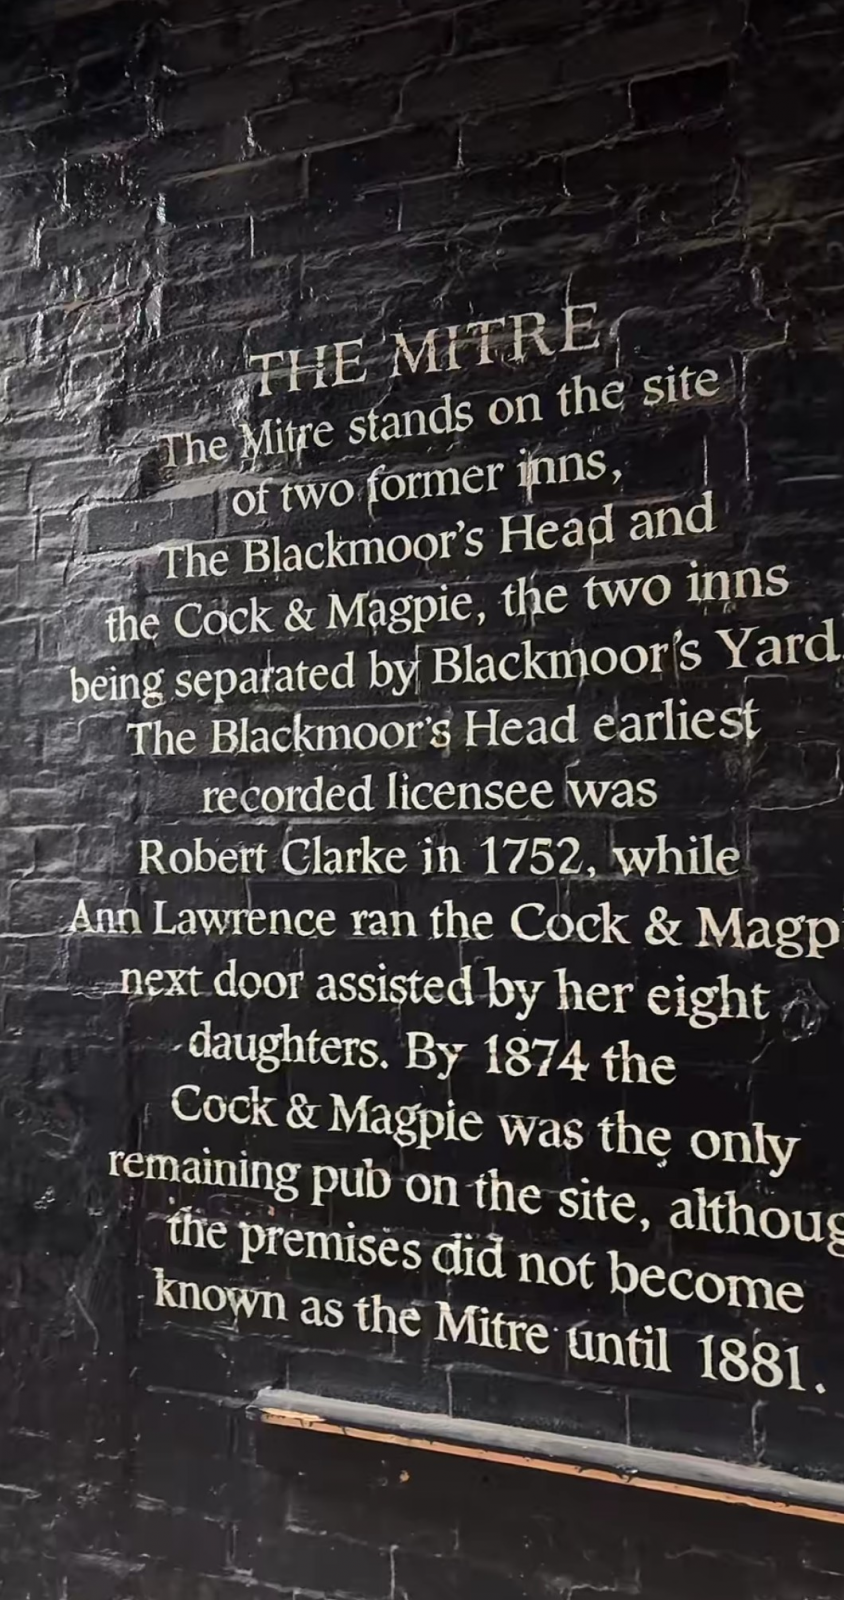 THE MITRE
The Mitre stands on the site
of two former inns,
The Blackmoor's Head and
the Cock & Magpie, the two inns
being separated by Blackmoor's Yard.
The Blackmoor's Head earliest
recorded licensee was
Robert Clarke in 1752, while
Ann Lawrence ran the Cock & Magp
next door assisted by her eight
daughters. By 1874 the
Cock & Magpie was the only
remaining pub on the site, althoug
the premises did not become
known as the Mitre until 1881.